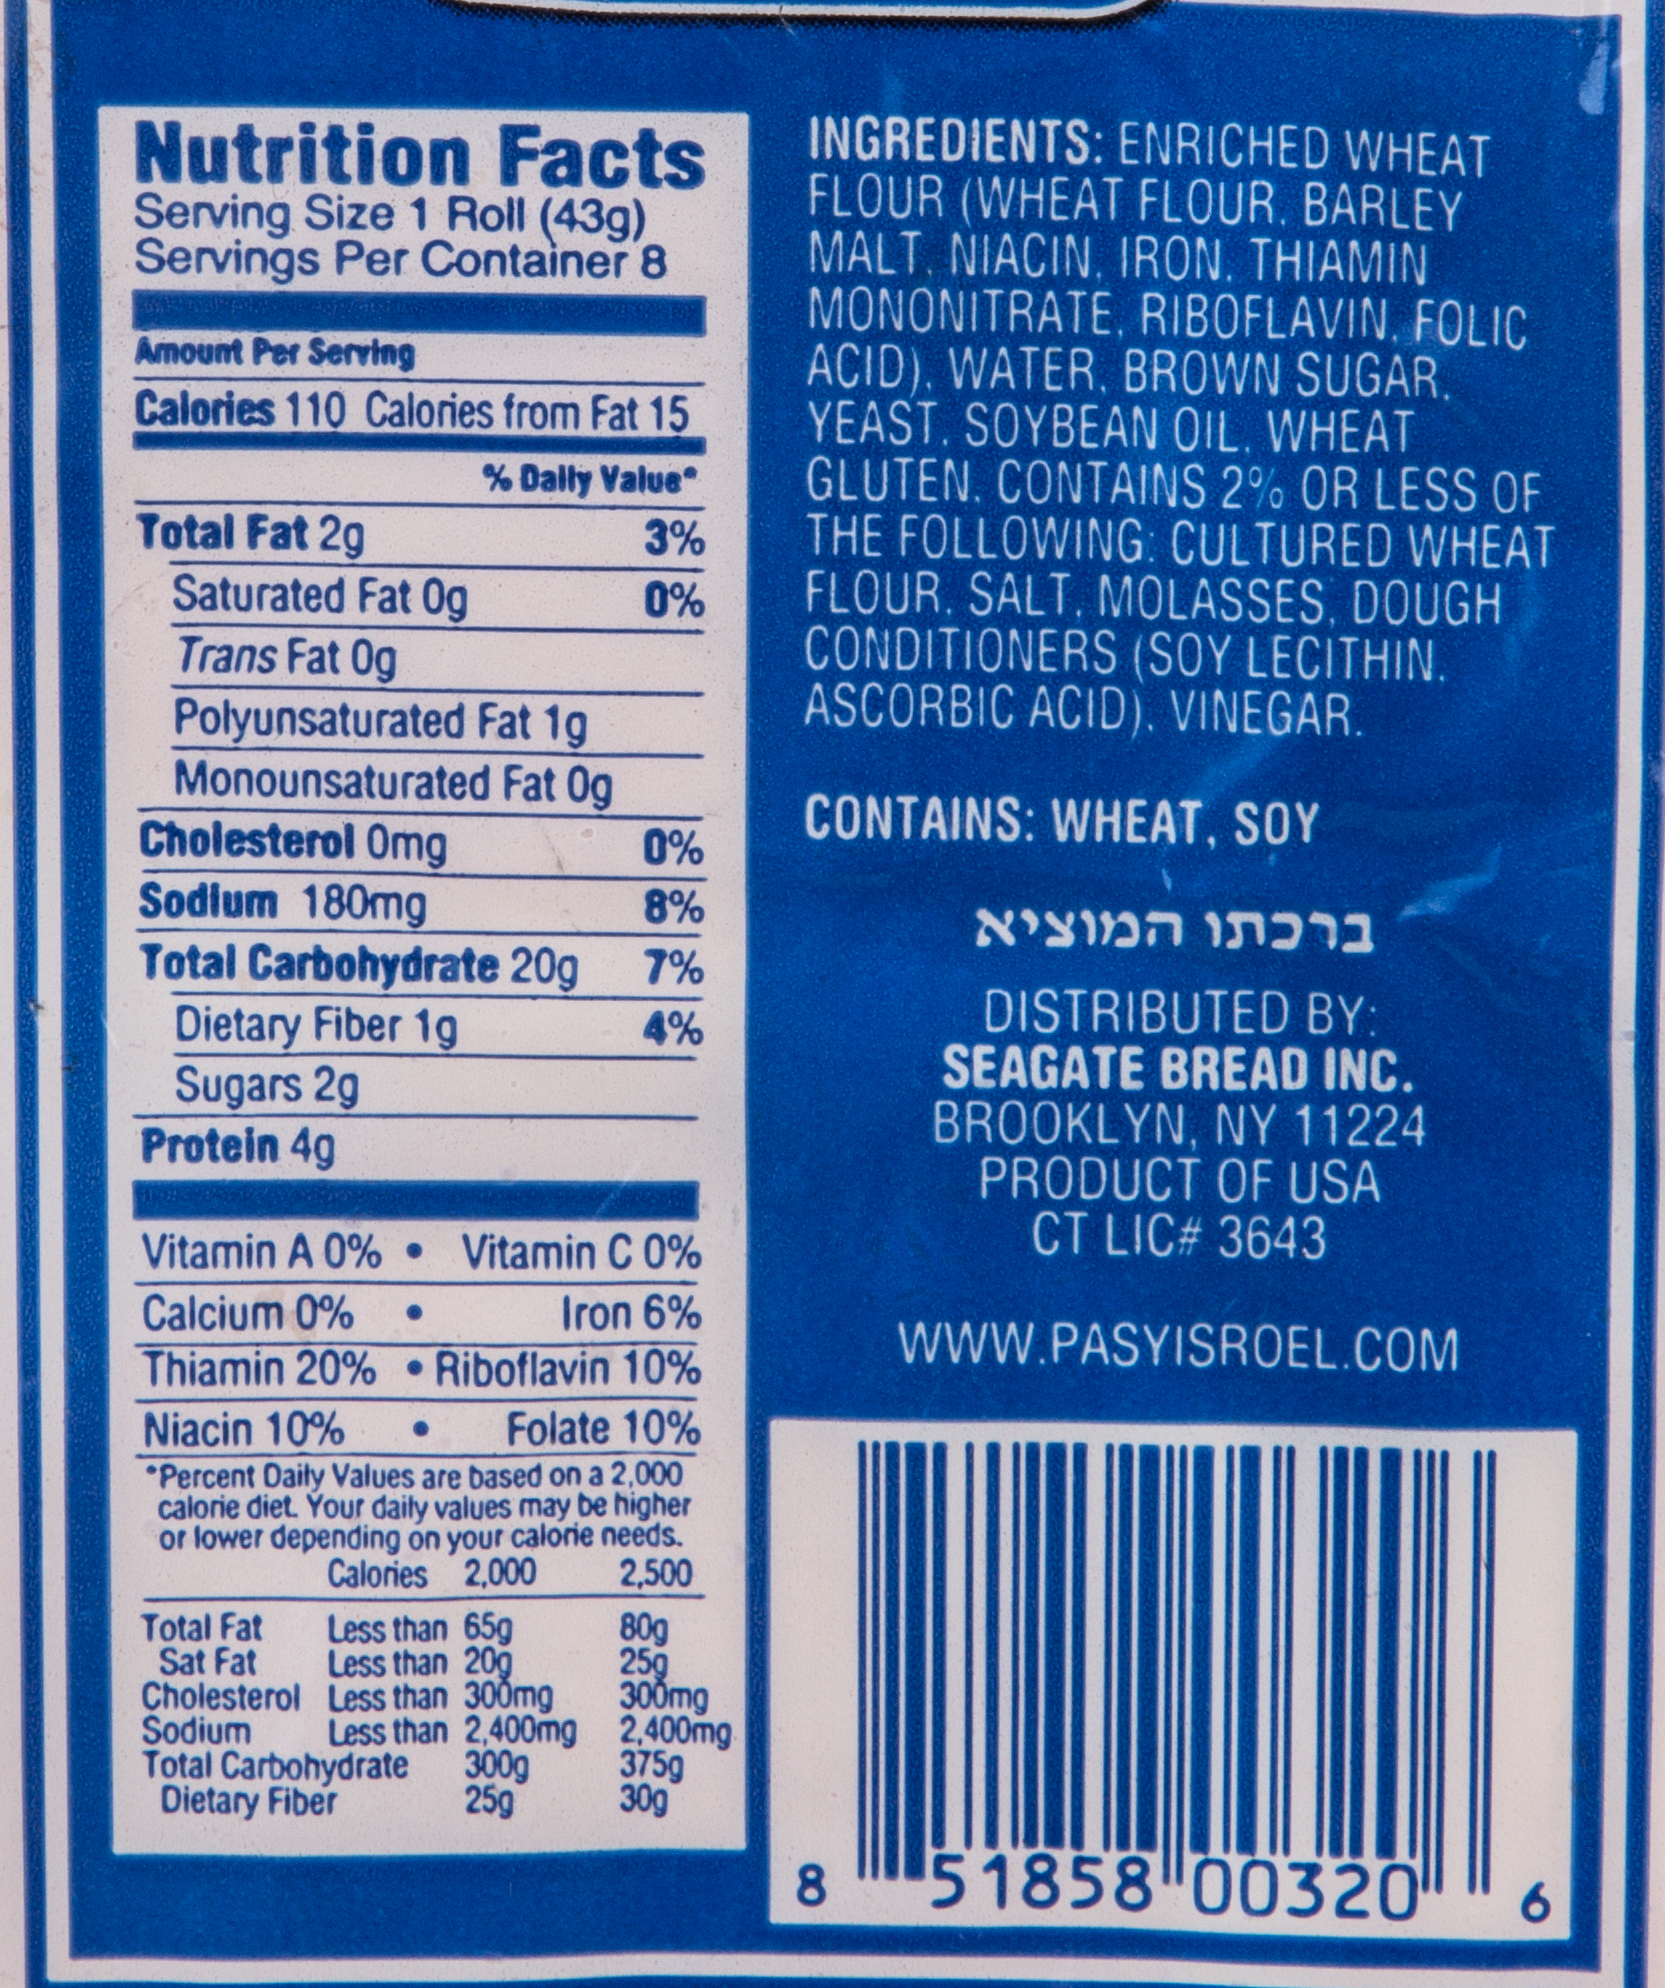 Nutrition Facts
Serving Size 1 Roll (43g)
Servings Per Container 8
Amount Per Serving
Calories 110 Calories from Fat 15
% Daily Value*
Total Fat 2g 3%
Saturated Fat 0g 0%
Trans Fat 0g
Polyunsaturated Fat 1g
Monounsaturated Fat 0g
Cholesterol 0mg 0%
Sodium 180mg 8%
Total Carbohydrate 20g 7%
Dietary Fiber 1g 4%
Sugars 2g
Protein 4g
Vitamin A 0% • Vitamin C 0%
Calcium 0% • Iron 6%
Thiamin 20% • Riboflavin 10%
Niacin 10% • Folate 10%
*Percent Daily Values are based on a 2,000
calorie diet. Your daily values may be higher
or lower depending on your calorie needs.
Calories 2,000 2,500
Total Fat Less than 65g 80g
Sat Fat Less than 20g 25g
Cholesterol Less than 300mg 300mg
Sodium Less than 2,400mg 2,400mg
Total Carbohydrate 300g 375g
Dietary Fiber 25g 30g
INGREDIENTS: ENRICHED WHEAT
FLOUR (WHEAT FLOUR, BARLEY
MALT, NIACIN, IRON, THIAMIN
MONONITRATE, RIBOFLAVIN, FOLIC
ACID), WATER, BROWN SUGAR,
YEAST, SOYBEAN OIL, WHEAT
GLUTEN. CONTAINS 2% OR LESS OF
THE FOLLOWING: CULTURED WHEAT
FLOUR, SALT, MOLASSES, DOUGH
CONDITIONERS (SOY LECITHIN,
ASCORBIC ACID), VINEGAR.
CONTAINS: WHEAT, SOY
ברכתו המוציא
DISTRIBUTED BY:
SEAGATE BREAD INC.
BROOKLYN, NY 11224
PRODUCT OF USA
CT LIC# 3643
WWW.PASYISROEL.COM
8 51858 00320 6